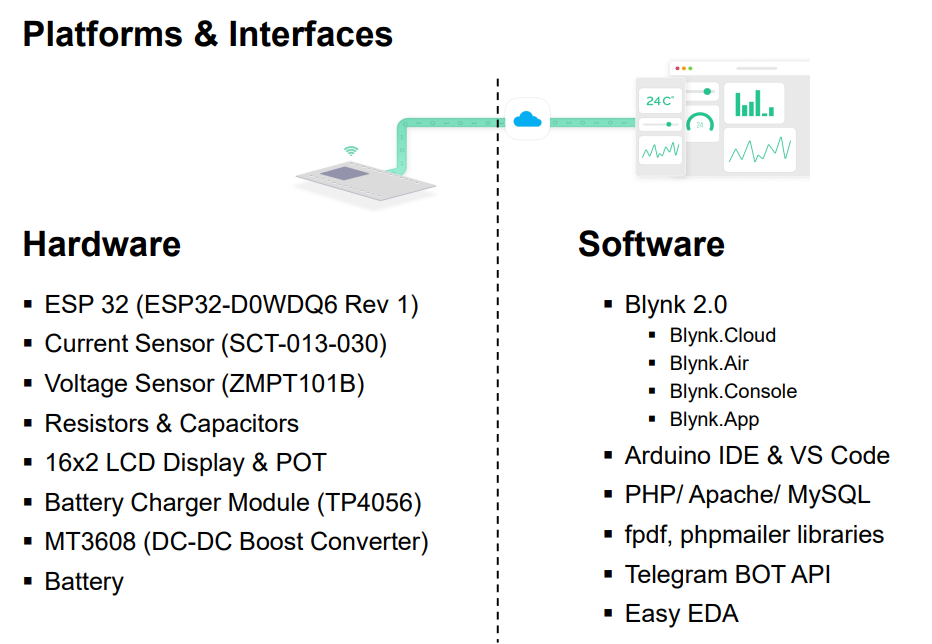 Platforms & Interfaces
24C°
24
Hardware
▪ ESP 32 (ESP32-D0WDQ6 Rev 1)
▪ Current Sensor (SCT-013-030)
▪ Voltage Sensor (ZMPT101B)
▪ Resistors & Capacitors
▪ 16x2 LCD Display & POT
▪ Battery Charger Module (TP4056)
▪ MT3608 (DC-DC Boost Converter)
▪ Battery
Software
▪ Blynk 2.0
▪ Blynk.Cloud
▪ Blynk.Air
▪ Blynk.Console
▪ Blynk.App
▪ Arduino IDE & VS Code
▪ PHP/ Apache/ MySQL
▪ fpdf, phpmailer libraries
▪ Telegram BOT API
▪ Easy EDA